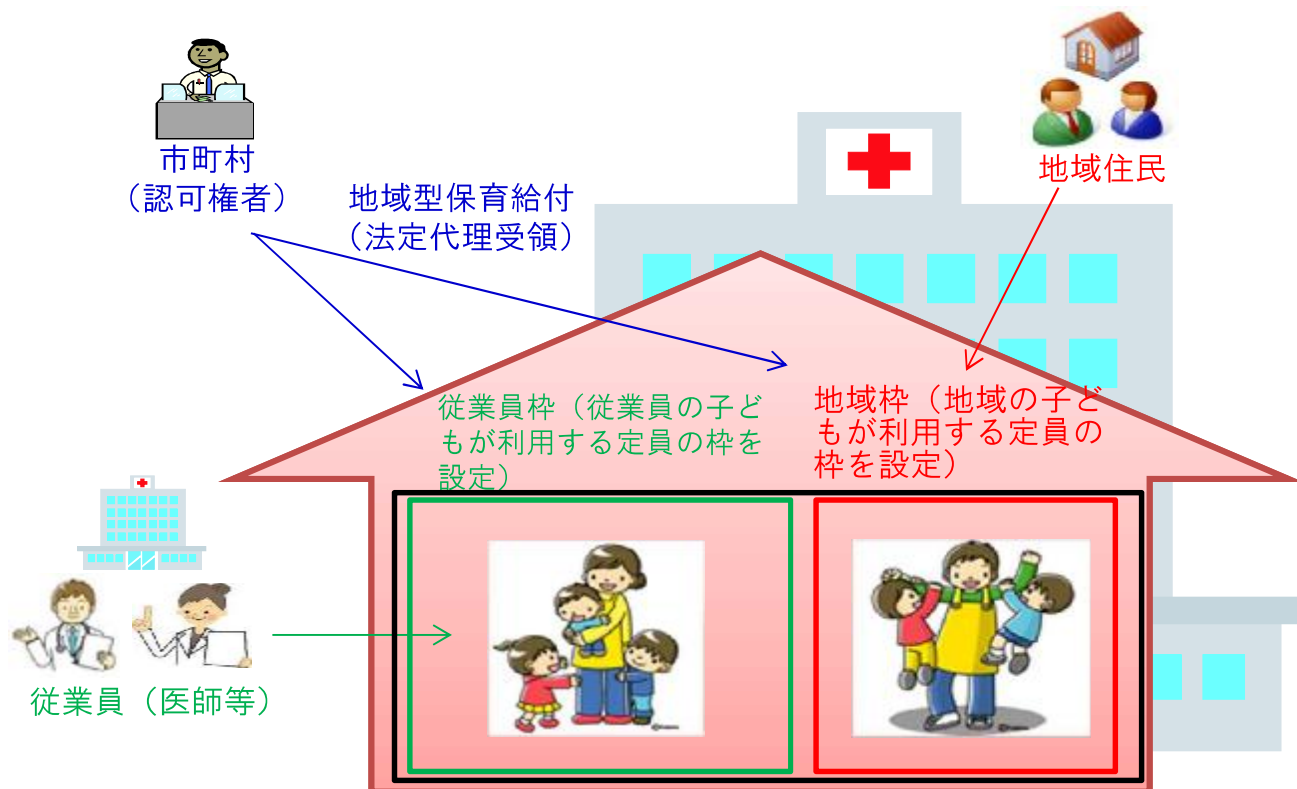 市町村
（認可権者）
地域型保育給付
（法定代理受領）
地域住民
従業員枠（従業員の子ど
もが利用する定員の枠を
設定）
地域枠（地域の子ど
もが利用する定員の
枠を設定）
従業員（医師等）